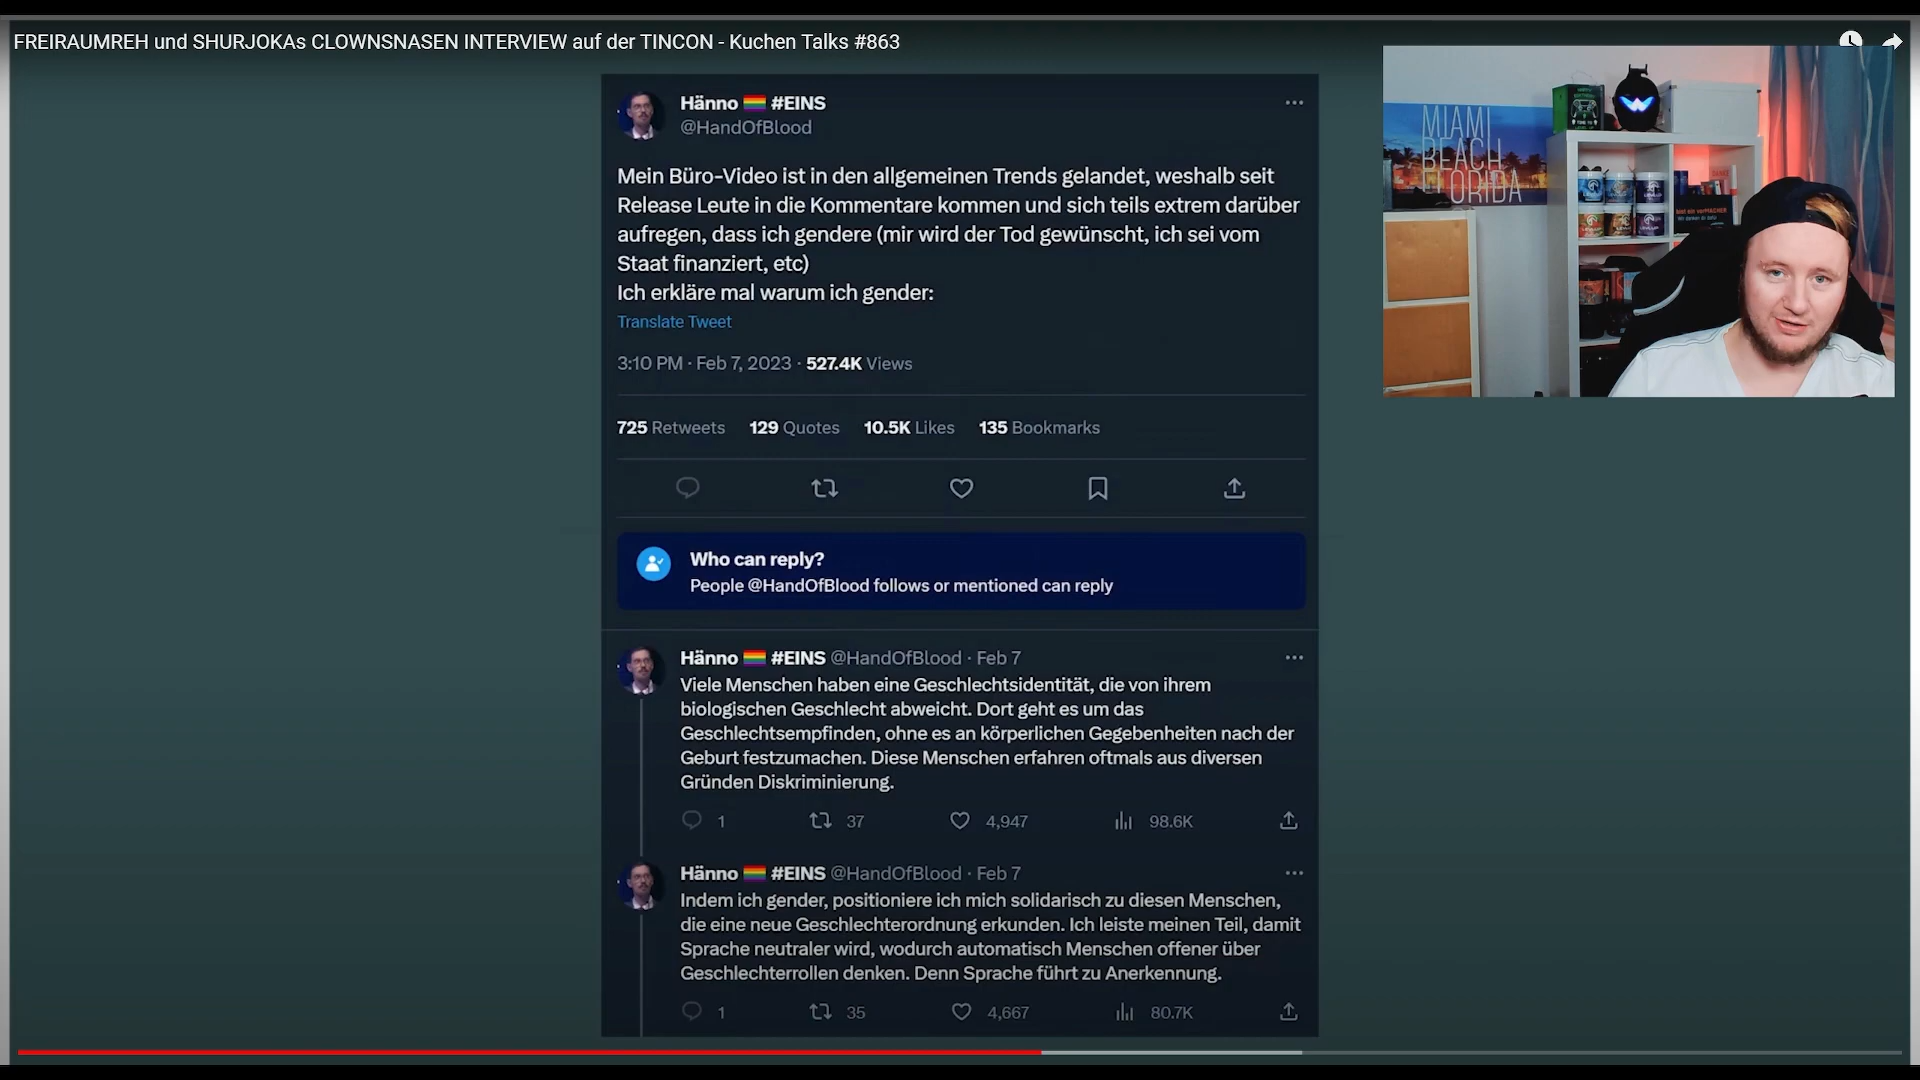 FREIRAUMREH und SHURJOKAs CLOWNSNASEN INTERVIEW auf der TINCON - Kuchen Talks #863
MIAMI
BEACH
FLORIDA
Hänno 🏳️‍🌈 #EINS
@HandOfBlood
Mein Büro-Video ist in den allgemeinen Trends gelandet, weshalb seit
Release Leute in die Kommentare kommen und sich teils extrem darüber
aufregen, dass ich gendere (mir wird der Tod gewünscht, ich sei vom
Staat finanziert, etc)
Ich erkläre mal warum ich gender:
Translate Tweet
3:10 PM · Feb 7, 2023 · 527.4K Views
725 Retweets 129 Quotes 10.5K Likes 135 Bookmarks
Who can reply?
People @HandOfBlood follows or mentioned can reply
Hänno 🏳️‍🌈 #EINS @HandOfBlood · Feb 7
Viele Menschen haben eine Geschlechtsidentität, die von ihrem
biologischen Geschlecht abweicht. Dort geht es um das
Geschlechtsempfinden, ohne es an körperlichen Gegebenheiten nach der
Geburt festzumachen. Diese Menschen erfahren oftmals aus diversen
Gründen Diskriminierung.
1 37 4,947 98.6K
Hänno 🏳️‍🌈 #EINS @HandOfBlood · Feb 7
Indem ich gender, positioniere ich mich solidarisch zu diesen Menschen,
die eine neue Geschlechterordnung erkunden. Ich leiste meinen Teil, damit
Sprache neutraler wird, wodurch automatisch Menschen offener über
Geschlechterrollen denken. Denn Sprache führt zu Anerkennung.
1 35 4,667 80.7K